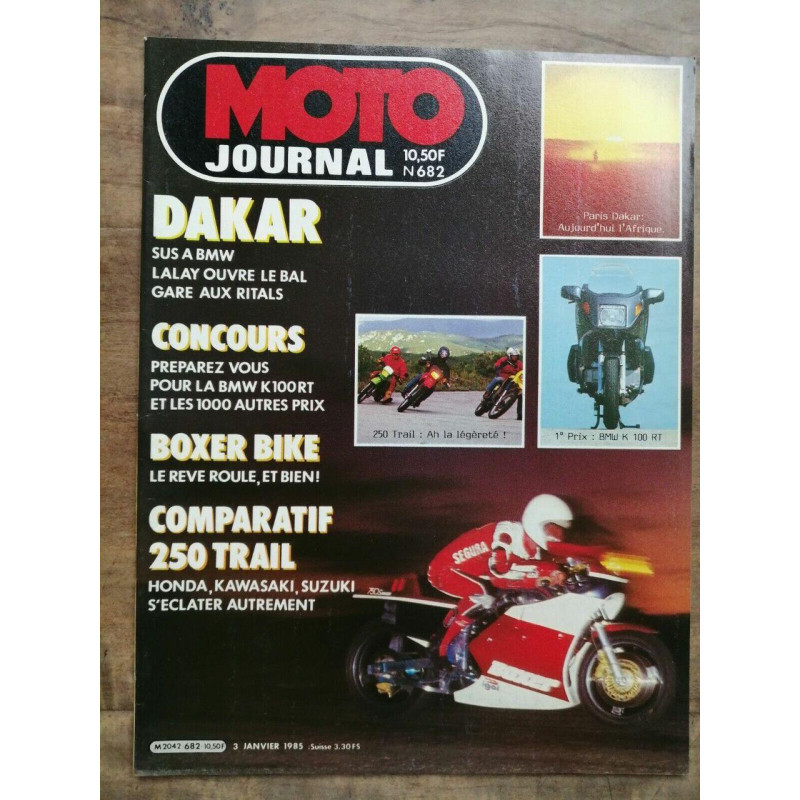 MOTO
JOURNAL
10,50F
N 682
DAKAR
SUS A BMW
LALAY OUVRE LE BAL
GARE AUX RITALS
CONCOURS
PREPAREZ VOUS
POUR LA BMW K100RT
ET LES 1000 AUTRES PRIX
BOXER BIKE
LE REVE ROULE, ET BIEN!
COMPARATIF
250 TRAIL
HONDA, KAWASAKI, SUZUKI
S'ECLATER AUTREMENT
Paris Dakar:
Aujourd'hui l'Afrique.
250 Trail : Ah la légèreté !
1° Prix : BMW K 100 RT
SEGURA
M 2042 682-10,50F 3 JANVIER 1985 Suisse 3.30FS